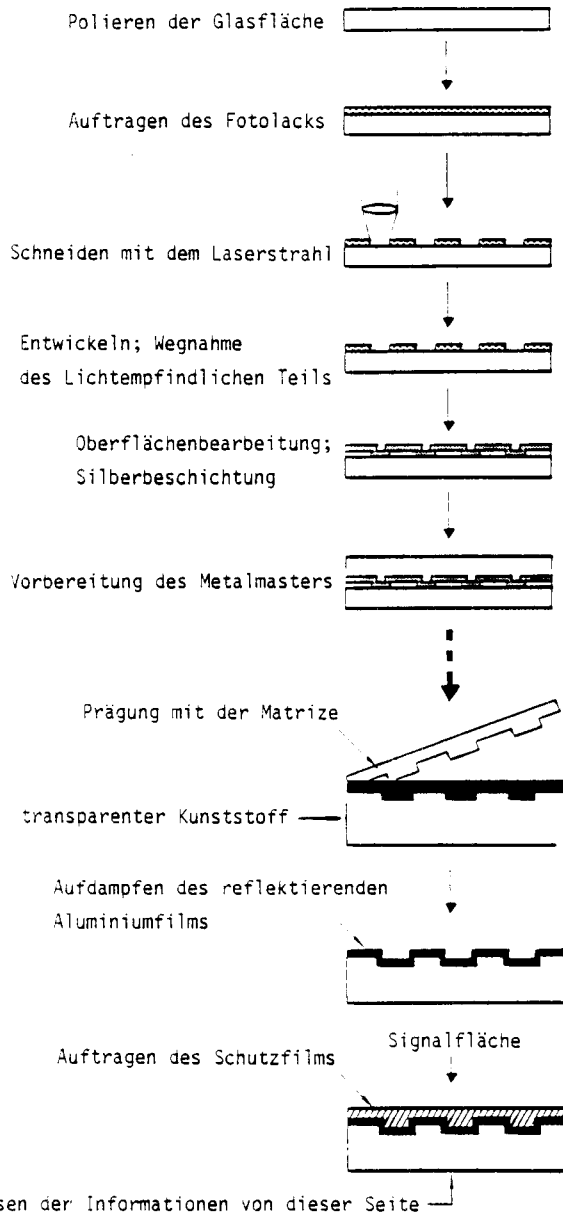 Polieren der Glasfläche
Auftragen des Fotolacks
Schneiden mit dem Laserstrahl
Entwickeln; Wegnahme
des Lichtempfindlichen Teils
Oberflächenbearbeitung;
Silberbeschichtung
Vorbereitung des Metalmasters
Prägung mit der Matrize
transparenter Kunststoff
Aufdampfen des reflektierenden
Aluminiumfilms
Signalfläche
Auftragen des Schutzfilms
sen der Informationen von dieser Seite